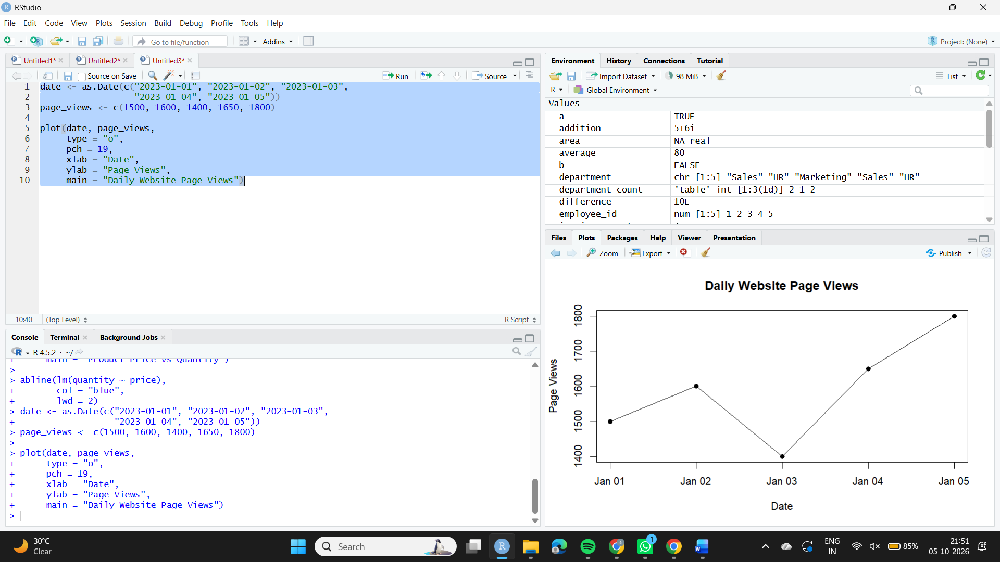 RStudio
File Edit Code View Plots Session Build Debug Profile Tools Help
Go to file/function Addins Project: (None)
Untitled1* Untitled2* Untitled3*
Source on Save Run Source
1 date <- as.Date(c("2023-01-01", "2023-01-02", "2023-01-03",
2 "2023-01-04", "2023-01-05"))
3 page_views <- c(1500, 1600, 1400, 1650, 1800)
4
5 plot(date, page_views,
6 type = "o",
7 pch = 19,
8 xlab = "Date",
9 ylab = "Page Views",
10 main = "Daily Website Page Views")
10:40 (Top Level) R Script
Console Terminal Background Jobs
R 4.5.2 · ~/
+ main = "Product Price vs Quantity")
>
> abline(lm(quantity ~ price),
+ col = "blue",
+ lwd = 2)
> date <- as.Date(c("2023-01-01", "2023-01-02", "2023-01-03",
+ "2023-01-04", "2023-01-05"))
> page_views <- c(1500, 1600, 1400, 1650, 1800)
>
> plot(date, page_views,
+ type = "o",
+ pch = 19,
+ xlab = "Date",
+ ylab = "Page Views",
+ main = "Daily Website Page Views")
>
Environment History Connections Tutorial
Import Dataset 98 MiB List
R Global Environment
Values
a TRUE
addition 5+6i
area NA_real_
average 80
b FALSE
department chr [1:5] "Sales" "HR" "Marketing" "Sales" "HR"
department_count 'table' int [1:3(1d)] 2 1 2
difference 10L
employee_id num [1:5] 1 2 3 4 5
Files Plots Packages Help Viewer Presentation
Zoom Export Publish
Daily Website Page Views
1800
1700
1600
1500
1400
Page Views
Jan 01 Jan 02 Jan 03 Jan 04 Jan 05
Date
30°C
Clear
Search
1
ENG
IN
85%
21:51
05-10-2026